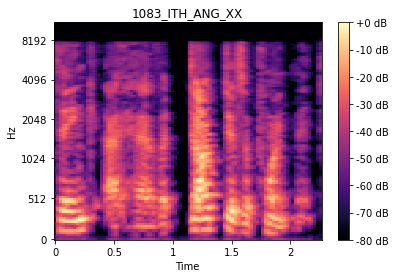 1083_ITH_ANG_XX
+0 dB
8192
-10 dB
4096
-20 dB
-30 dB
2048
-40 dB
Hz
1024
-50 dB
512
-60 dB
-70 dB
0
-80 dB
0 0.5 1 1.5 2
Time